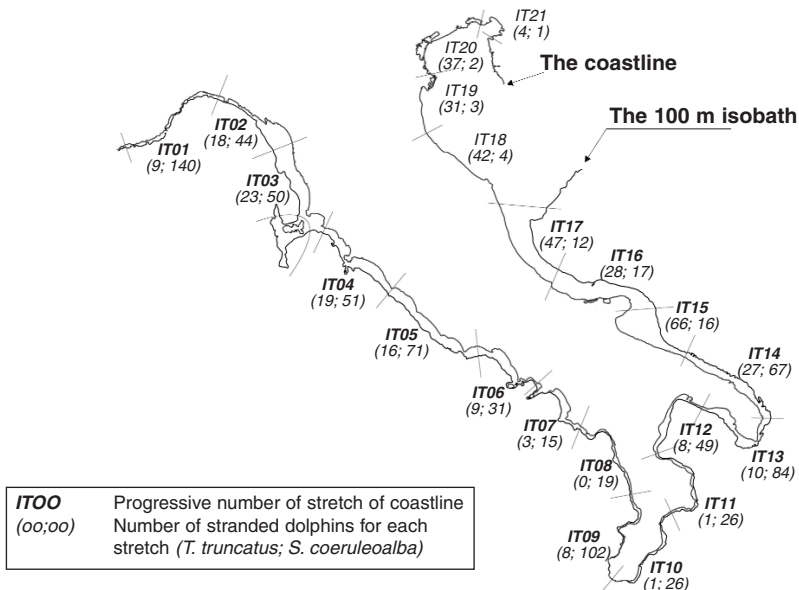 IT21
(4; 1)
IT20
(37; 2)
The coastline
IT19
(31; 3)
The 100 m isobath
IT18
(42; 4)
IT02
(18; 44)
IT01
(9; 140)
IT03
(23; 50)
IT17
(47; 12)
IT16
(28; 17)
IT04
(19; 51)
IT15
(66; 16)
IT05
(16; 71)
IT14
(27; 67)
IT06
(9; 31)
IT07
(3; 15)
IT12
(8; 49)
IT13
(10; 84)
IT08
(0; 19)
IT11
(1; 26)
IT09
(8; 102)
IT10
(1; 26)
ITOO Progressive number of stretch of coastline
(oo;oo) Number of stranded dolphins for each
stretch (T. truncatus; S. coeruleoalba)